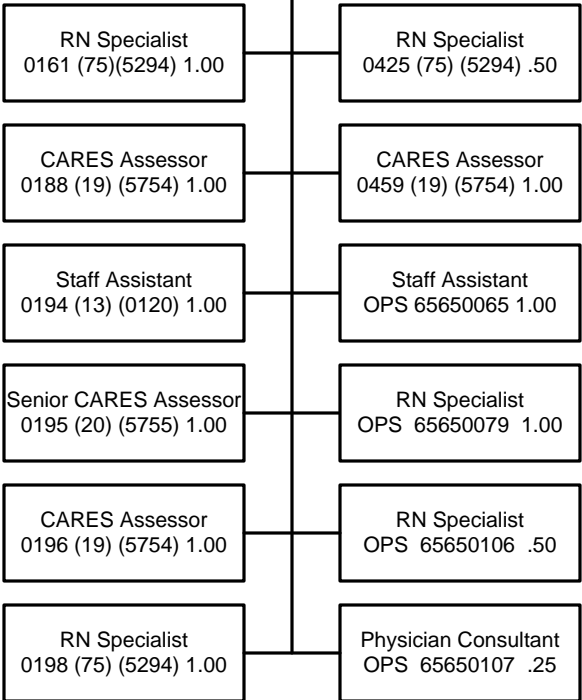 RN Specialist
0161 (75)(5294) 1.00
RN Specialist
0425 (75) (5294) .50
CARES Assessor
0188 (19) (5754) 1.00
CARES Assessor
0459 (19) (5754) 1.00
Staff Assistant
0194 (13) (0120) 1.00
Staff Assistant
OPS 65650065 1.00
Senior CARES Assessor
0195 (20) (5755) 1.00
RN Specialist
OPS 65650079 1.00
CARES Assessor
0196 (19) (5754) 1.00
RN Specialist
OPS 65650106 .50
RN Specialist
0198 (75) (5294) 1.00
Physician Consultant
OPS 65650107 .25